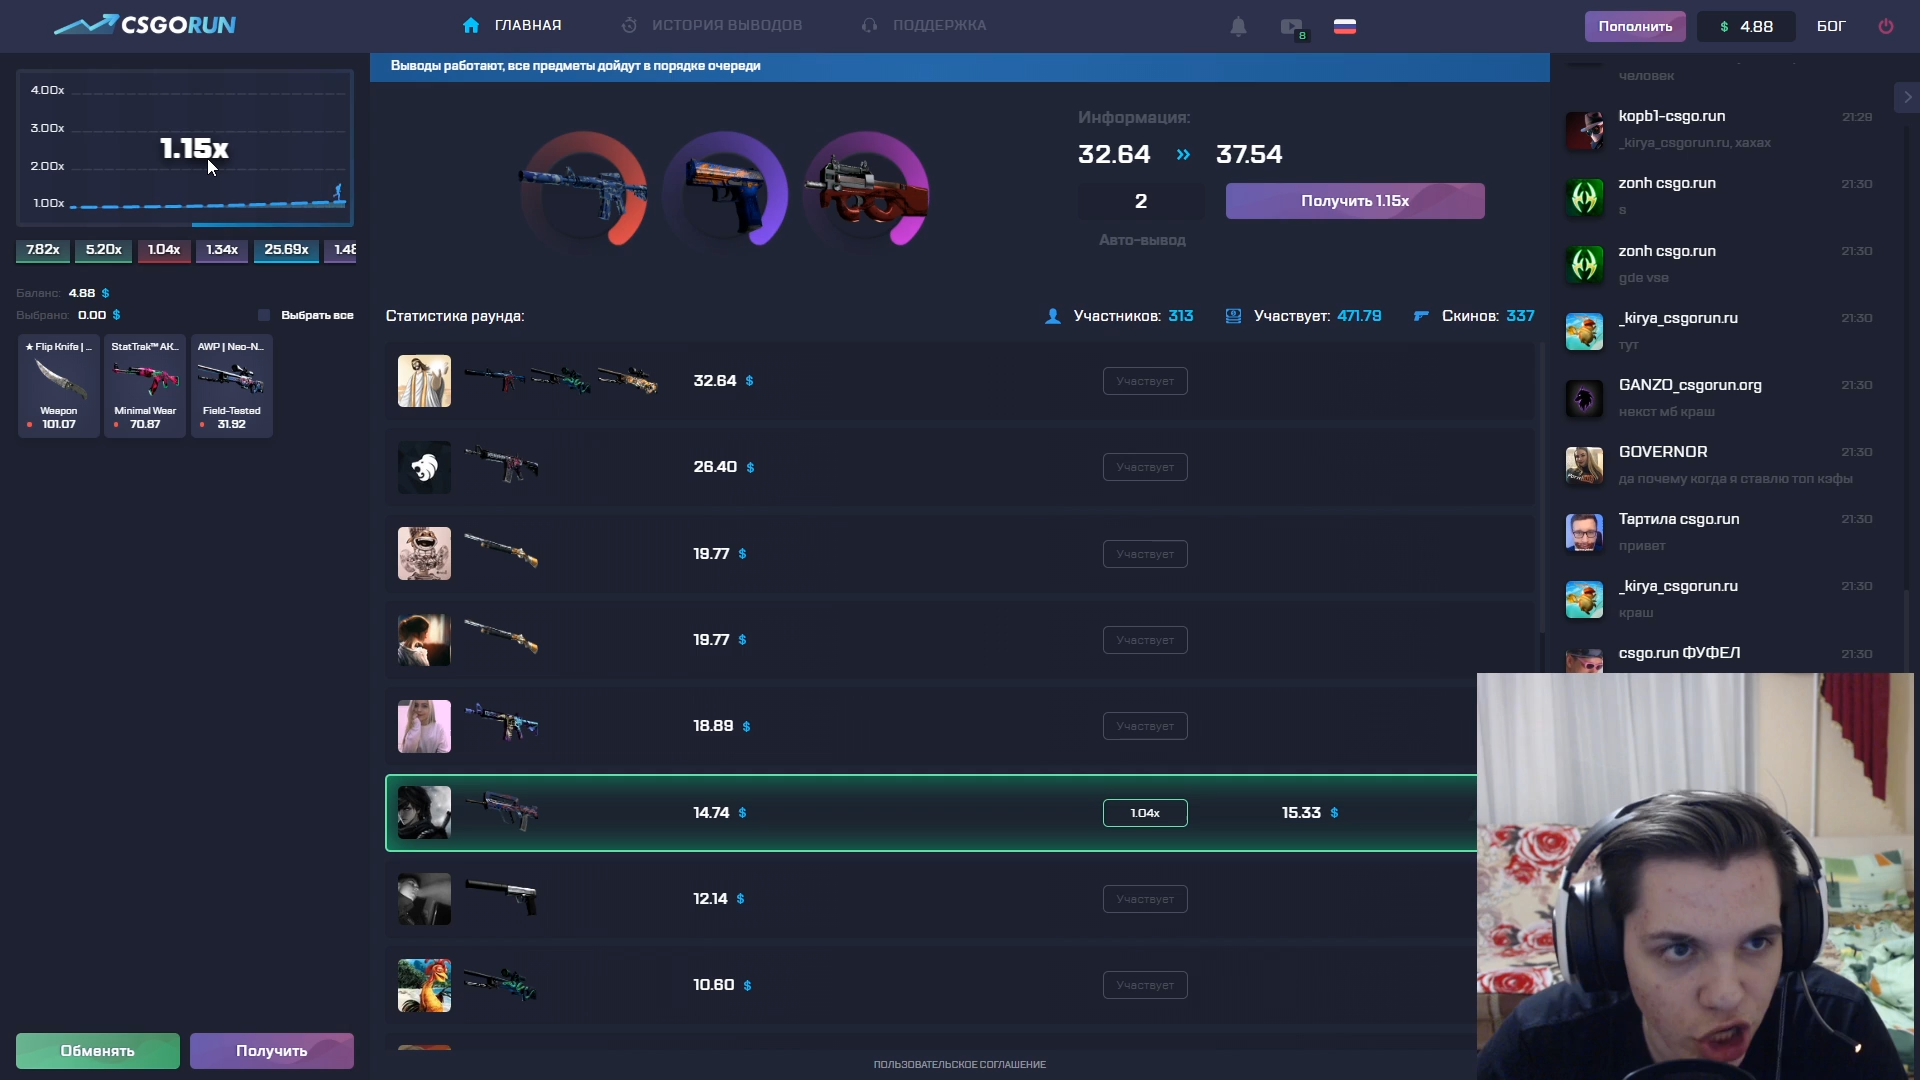 CSGORUN
ГЛАВНАЯ
ИСТОРИЯ ВЫВОДОВ
ПОДДЕРЖКА
8
Пополнить
$ 4.88
БОГ
Выводы работают, все предметы дойдут в порядке очереди
4.00x
3.00x
2.00x
1.00x
1.15x
7.82x
5.20x
1.04x
1.34x
25.69x
1.48
Баланс: 4.88 $
Выбрано: 0.00 $
Выбрать все
★ Flip Knife | ...
Weapon
101.07
StatTrak™ AK...
Minimal Wear
70.87
AWP | Neo-N...
Field-Tested
31.92
Обменять
Получить
Информация:
32.64 » 37.54
2
Получить 1.15x
Авто-вывод
Статистика раунда:
Участников: 313
Участвует: 471.79
Скинов: 337
32.64 $
Участвует
26.40 $
Участвует
19.77 $
Участвует
19.77 $
Участвует
18.89 $
Участвует
14.74 $
1.04x
15.33 $
12.14 $
Участвует
10.60 $
Участвует
ПОЛЬЗОВАТЕЛЬСКОЕ СОГЛАШЕНИЕ
человек
kopb1-csgo.run
21:29
_kirya_csgorun.ru, хахах
zonh csgo.run
21:30
s
zonh csgo.run
21:30
gde vse
_kirya_csgorun.ru
21:30
тут
GANZO_csgorun.org
21:30
некст мб краш
GOVERNOR
21:30
да почему когда я ставлю топ кэфы
Тартила csgo.run
21:30
привет
_kirya_csgorun.ru
21:30
краш
csgo.run ФУФЕЛ
21:30